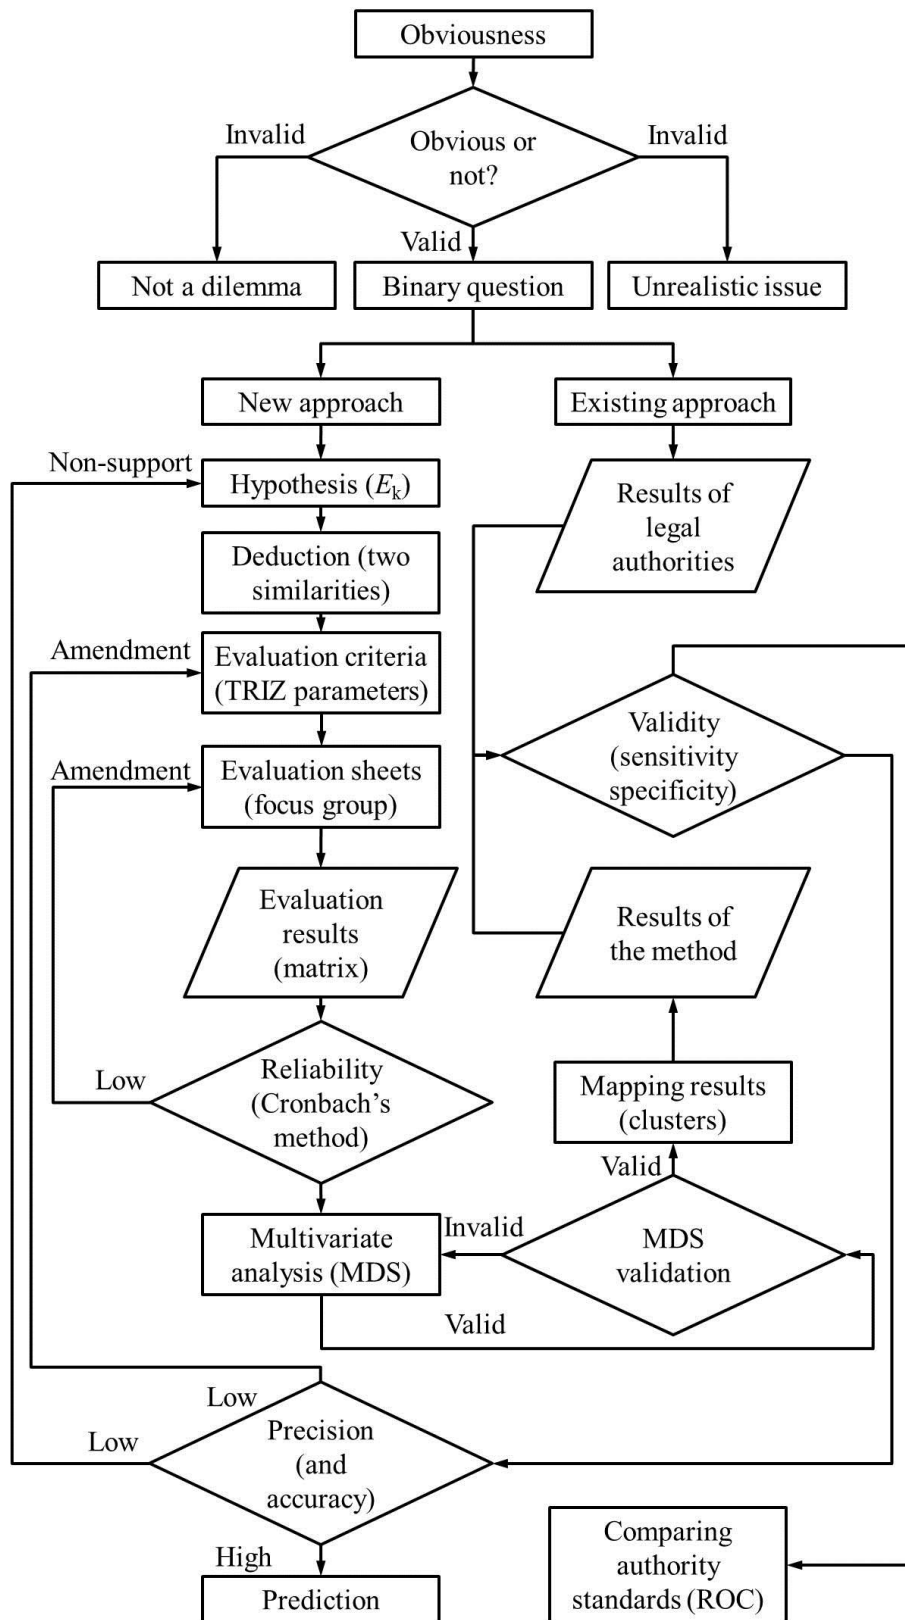 Obviousness
Invalid
Obvious or
not?
Invalid
Valid
Not a dilemma
Binary question
Unrealistic issue
New approach
Existing approach
Non-support
Hypothesis (Ek)
Results of
legal
authorities
Deduction (two
similarities)
Amendment
Evaluation criteria
(TRIZ parameters)
Validity
(sensitivity
specificity)
Amendment
Evaluation sheets
(focus group)
Evaluation
results
(matrix)
Results of
the method
Low
Reliability
(Cronbach's
method)
Mapping results
(clusters)
Valid
Multivariate
analysis (MDS)
Invalid
MDS
validation
Valid
Low
Low
Precision
(and
accuracy)
High
Prediction
Comparing
authority
standards (ROC)